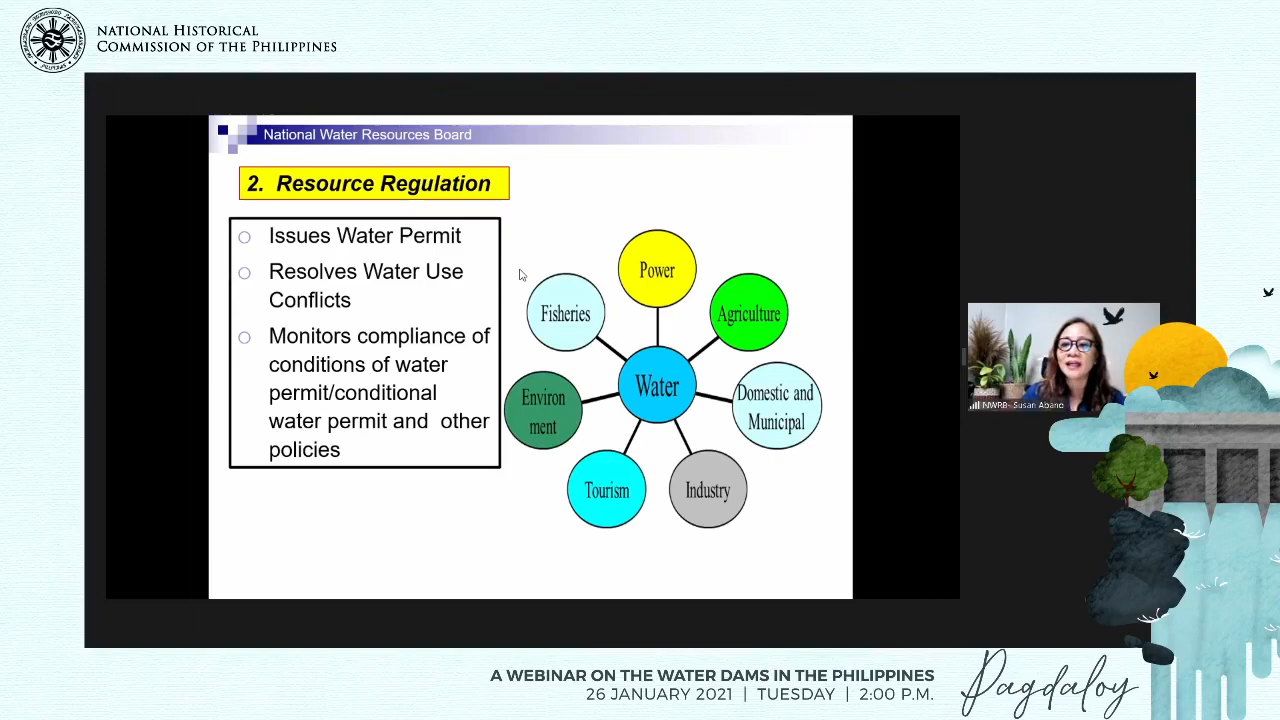 NATIONAL HISTORICAL
COMMISSION OF THE PHILIPPINES
National Water Resources Board
2. Resource Regulation
Issues Water Permit
Resolves Water Use
Conflicts
Monitors compliance of
conditions of water
permit/conditional
water permit and other
policies
Power
Fisheries
Agriculture
Water
Environ
ment
Domestic and
Municipal
Tourism
Industry
NWRB- Susan Abano
A WEBINAR ON THE WATER DAMS IN THE PHILIPPINES
26 JANUARY 2021 | TUESDAY | 2:00 P.M.
Pagdaloy